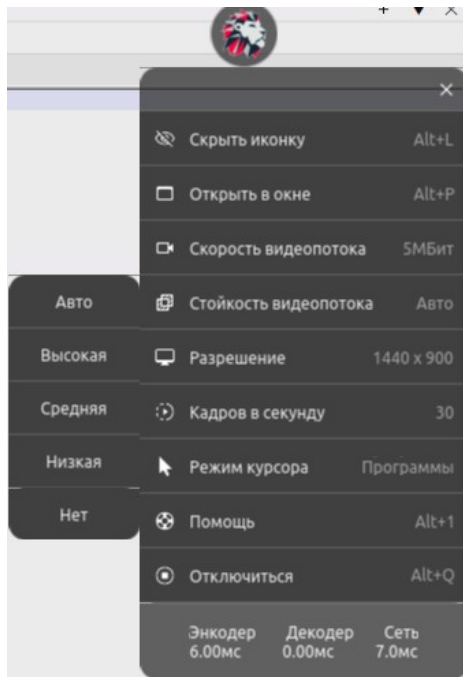 Скрыть иконку Alt+L
Открыть в окне Alt+P
Скорость видеопотока 5МБит
Авто
Высокая
Средняя
Низкая
Нет
Стойкость видеопотока Авто
Разрешение 1440 x 900
Кадров в секунду 30
Режим курсора Программы
Помощь Alt+1
Отключиться Alt+Q
Энкодер Декодер Сеть
6.00мс 0.00мс 7.0мс